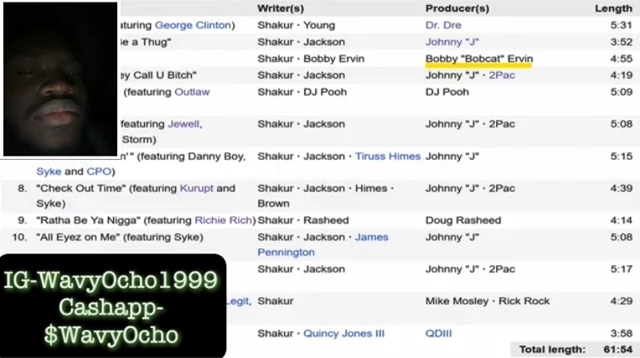 Writer(s) Producer(s) Length
aturing George Clinton) Shakur · Young Dr. Dre 5:31
e a Thug" Shakur · Jackson Johnny "J" 3:52
Shakur · Bobby Ervin Bobby "Bobcat" Ervin 4:55
ey Call U Bitch" Shakur · Jackson Johnny "J" · 2Pac 4:19
(featuring Outlaw Shakur · DJ Pooh DJ Pooh 5:09
featuring Jewell, Shakur · Jackson Johnny "J" · 2Pac 5:08
Storm)
n'" (featuring Danny Boy, Shakur · Jackson · Tiruss Himes Johnny "J" 5:15
Syke and CPO)
8. "Check Out Time" (featuring Kurupt and Shakur · Jackson · Himes · Johnny "J" · 2Pac 4:39
Syke) Brown
9. "Ratha Be Ya Nigga" (featuring Richie Rich) Shakur · Rasheed Doug Rasheed 4:14
10. "All Eyez on Me" (featuring Syke) Shakur · Jackson · James Johnny "J" 5:08
Pennington
Shakur · Jackson Johnny "J" · 2Pac 5:17
Legit, Shakur Mike Mosley · Rick Rock 4:29
Shakur · Quincy Jones III QDIII 3:58
Total length: 61:54
IG-WavyOcho1999
Cashapp-
$WavyOcho